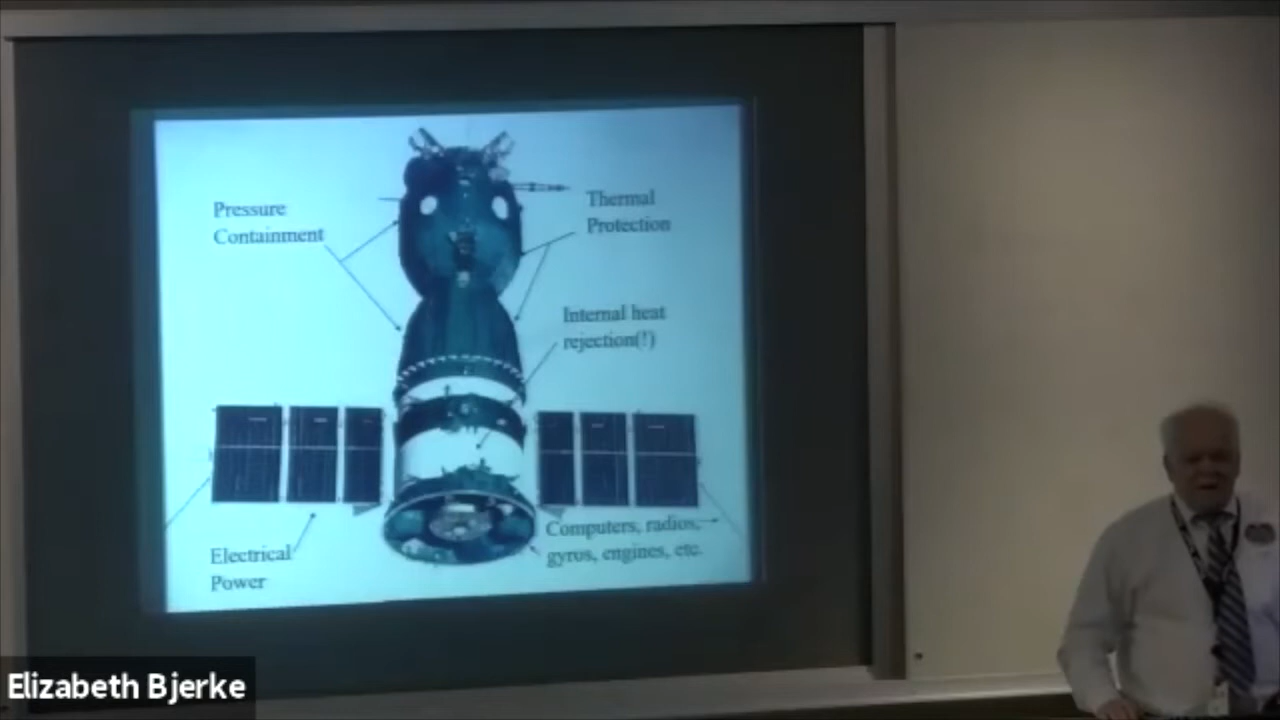 Pressure
Containment
Thermal
Protection
Internal heat
rejection(!)
Electrical
Power
Computers, radios,
gyros, engines, etc.
Elizabeth Bjerke